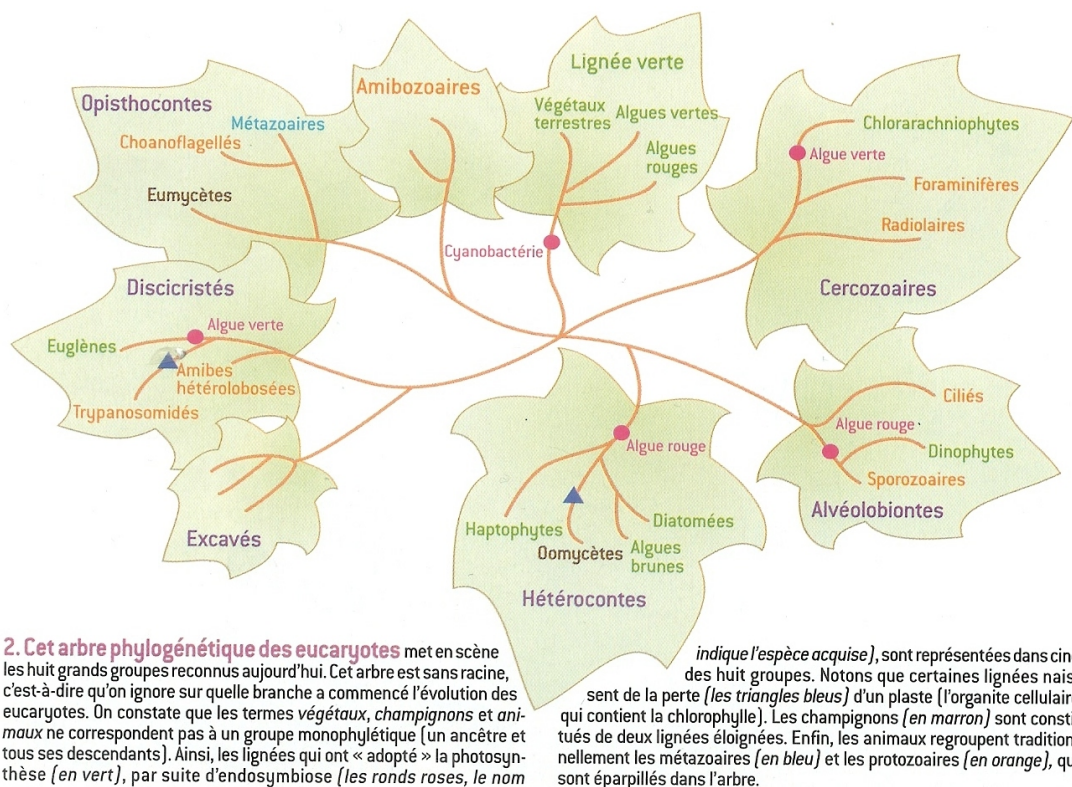 Lignée verte
Amibozoaires
Opisthocontes
Métazoaires
Choanoflagellés
Eumycètes
Végétaux
terrestres
Algues vertes
Algues
rouges
Cyanobactérie
Chlorarachniophytes
Algue verte
Foraminifères
Radiolaires
Cercozoaires
Discicristés
Algue verte
Euglènes
Amibes
hétérolobosées
Trypanosomidés
Excavés
Algue rouge
Haptophytes
Oomycètes
Diatomées
Algues
brunes
Hétérocontes
Ciliés
Algue rouge
Dinophytes
Sporozoaires
Alvéolobiontes
2. Cet arbre phylogénétique des eucaryotes met en scène
les huit grands groupes reconnus aujourd'hui. Cet arbre est sans racine,
c'est-à-dire qu'on ignore sur quelle branche a commencé l'évolution des
eucaryotes. On constate que les termes végétaux, champignons et ani-
maux ne correspondent pas à un groupe monophylétique (un ancêtre et
tous ses descendants). Ainsi, les lignées qui ont « adopté » la photosyn-
thèse (en vert), par suite d'endosymbiose (les ronds roses, le nom
indique l'espèce acquise), sont représentées dans cin
des huit groupes. Notons que certaines lignées nais
sent de la perte (les triangles bleus) d'un plaste (l'organite cellulaire
qui contient la chlorophylle). Les champignons (en marron) sont consti
tués de deux lignées éloignées. Enfin, les animaux regroupent tradition
nellement les métazoaires (en bleu) et les protozoaires (en orange), qu
sont éparpillés dans l'arbre.